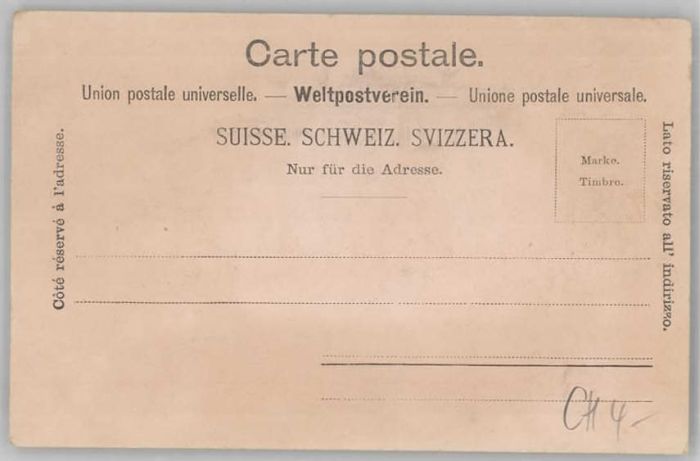 Carte postale.
Union postale universelle. — Weltpostverein. — Unione postale universale.
SUISSE. SCHWEIZ. SVIZZERA.
Nur für die Adresse.
Marke.
Timbre.
Côté réservé à l'adresse.
Lato riservato all' indirizzo.
CH 4-